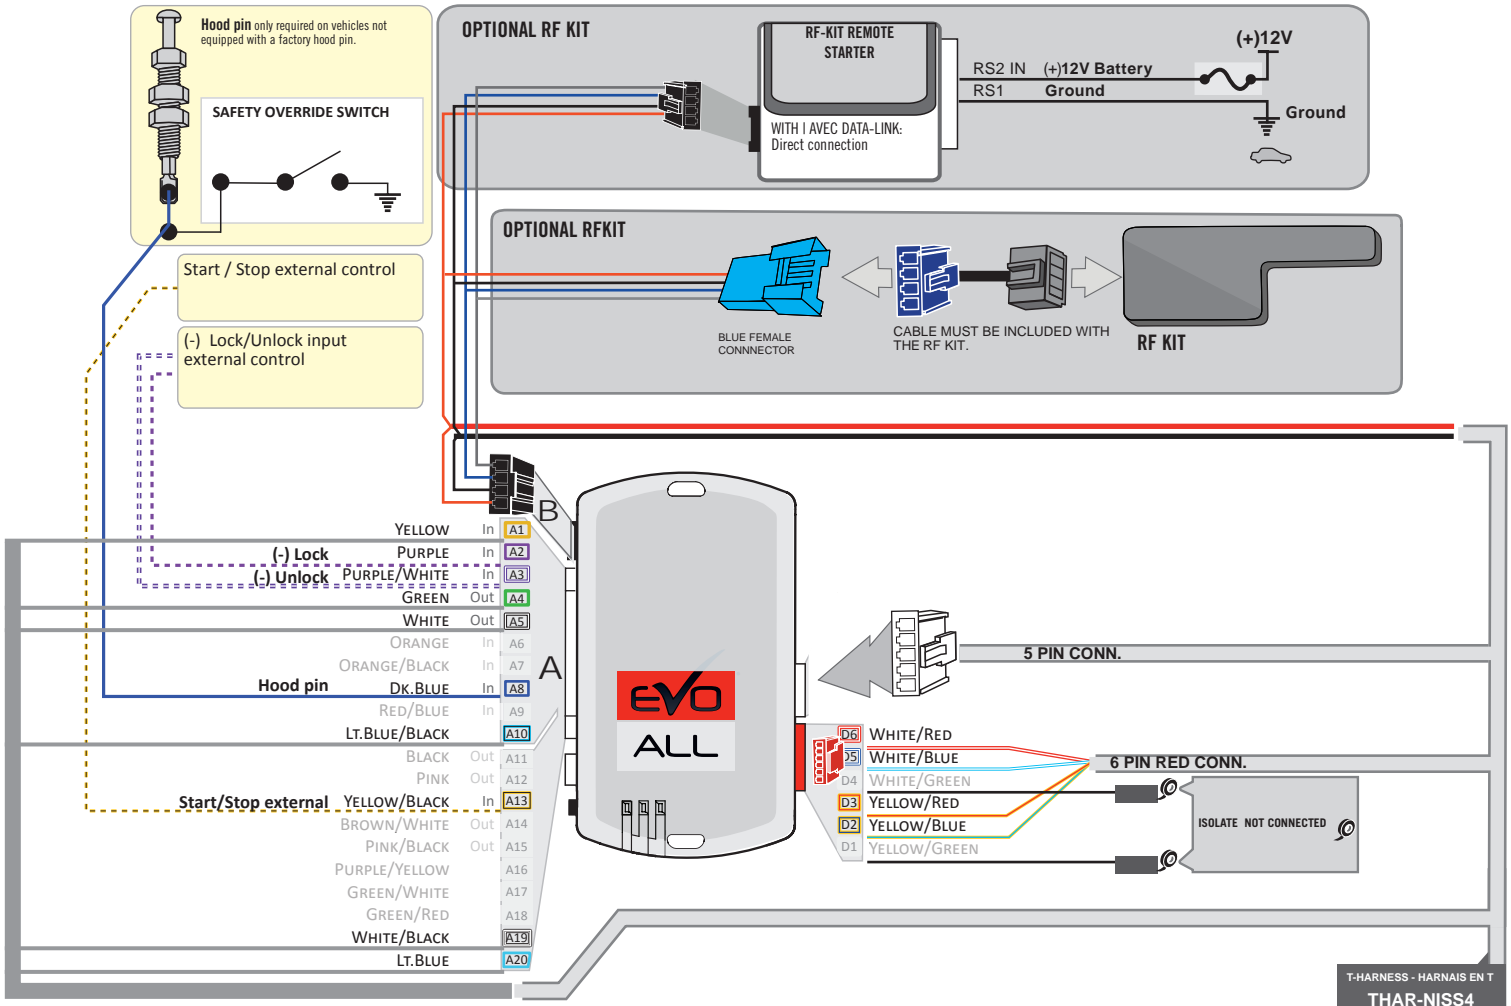 Hood pin only required on vehicles not
equipped with a factory hood pin.
SAFETY OVERRIDE SWITCH
OPTIONAL RF KIT
RF-KIT REMOTE
STARTER
WITH I AVEC DATA-LINK:
Direct connection
RS2 IN (+)12V Battery
RS1 Ground
(+)12V
Ground
OPTIONAL RFKIT
BLUE FEMALE
CONNNECTOR
CABLE MUST BE INCLUDED WITH
THE RF KIT.
RF KIT
Start / Stop external control
(-) Lock/Unlock input
external control
B
A
YELLOW In A1
(-) Lock PURPLE In A2
(-) Unlock PURPLE/WHITE In A3
GREEN Out A4
WHITE Out A5
ORANGE In A6
ORANGE/BLACK In A7
Hood pin DK.BLUE In A8
RED/BLUE In A9
LT.BLUE/BLACK A10
BLACK Out A11
PINK Out A12
Start/Stop external YELLOW/BLACK In A13
BROWN/WHITE Out A14
PINK/BLACK Out A15
PURPLE/YELLOW A16
GREEN/WHITE A17
GREEN/RED A18
WHITE/BLACK A19
LT.BLUE A20
EVO
ALL
5 PIN CONN.
D6 WHITE/RED
D5 WHITE/BLUE
D4 WHITE/GREEN
D3 YELLOW/RED
D2 YELLOW/BLUE
D1 YELLOW/GREEN
6 PIN RED CONN.
ISOLATE NOT CONNECTED
T-HARNESS - HARNAIS EN T
THAR-NISS4